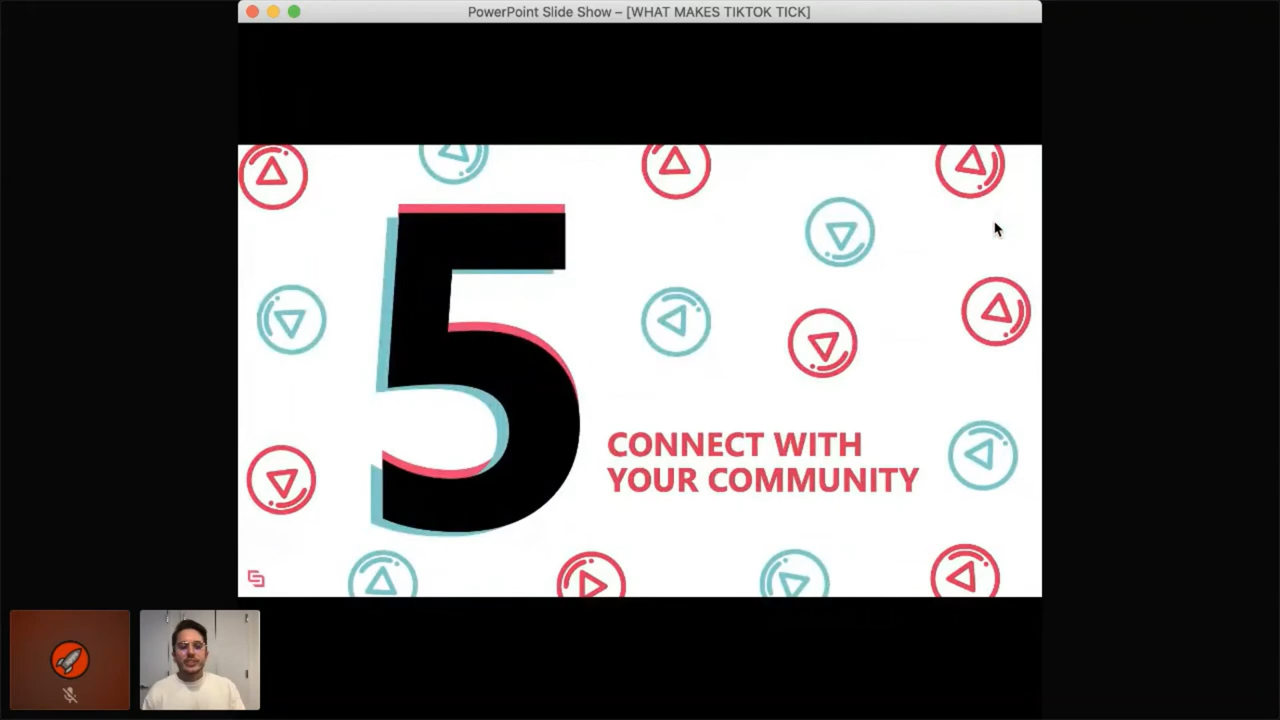 PowerPoint Slide Show – [WHAT MAKES TIKTOK TICK]
5
CONNECT WITH
YOUR COMMUNITY